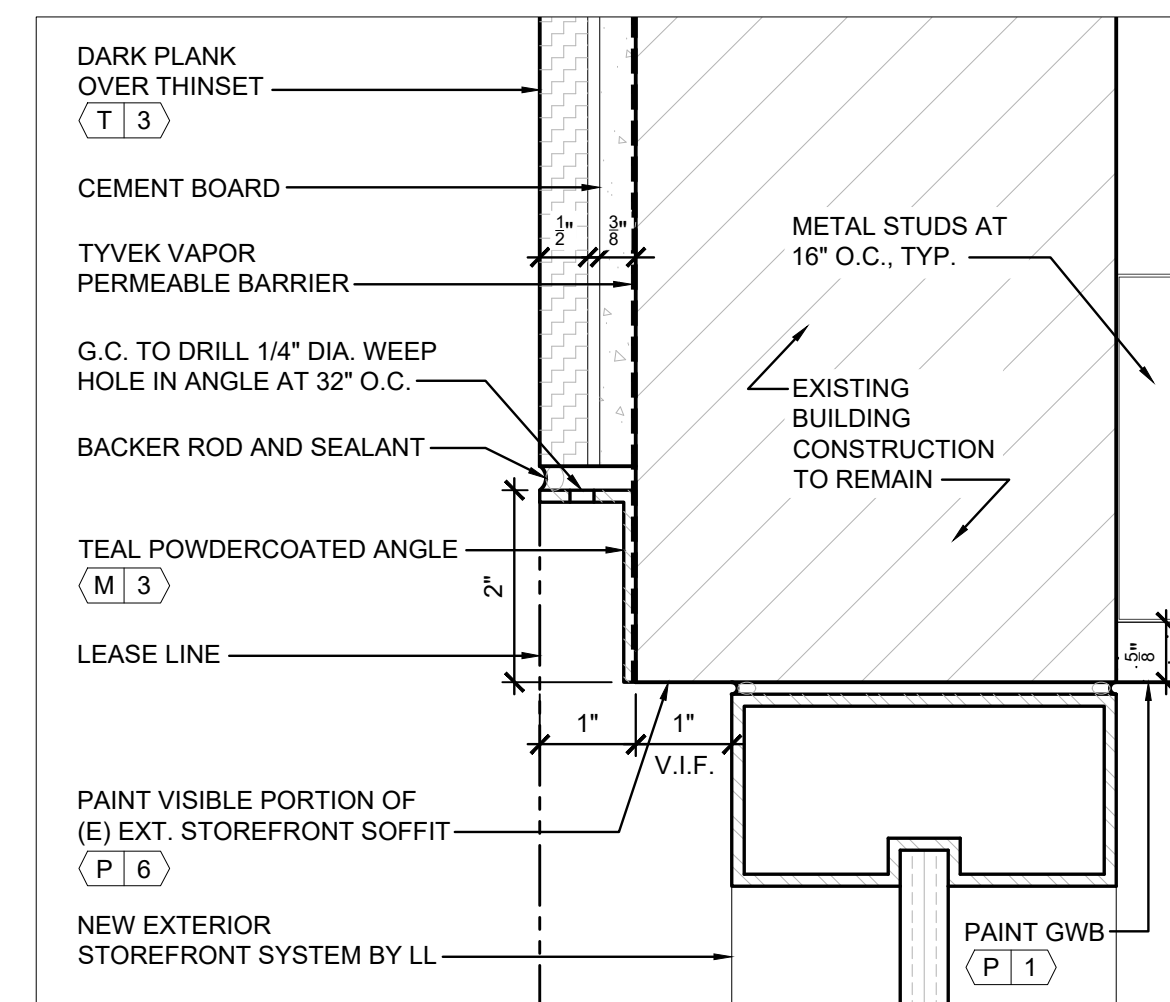 DARK PLANK
OVER THINSET
T 3
CEMENT BOARD
TYVEK VAPOR
PERMEABLE BARRIER
G.C. TO DRILL 1/4" DIA. WEEP
HOLE IN ANGLE AT 32" O.C.
BACKER ROD AND SEALANT
TEAL POWDERCOATED ANGLE
M 3
LEASE LINE
PAINT VISIBLE PORTION OF
(E) EXT. STOREFRONT SOFFIT
P 6
NEW EXTERIOR
STOREFRONT SYSTEM BY LL
1/2" 3/8"
2"
1" 1"
V.I.F.
METAL STUDS AT
16" O.C., TYP.
EXISTING
BUILDING
CONSTRUCTION
TO REMAIN
5/8"
PAINT GWB
P 1